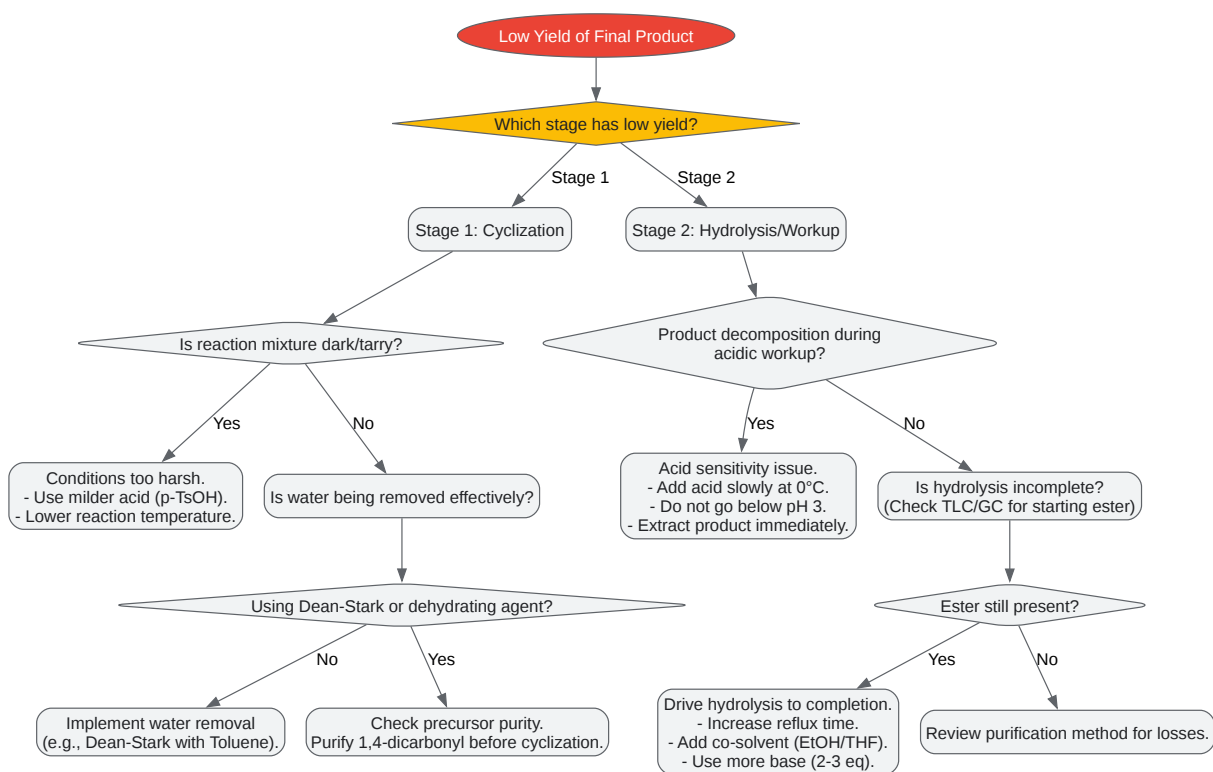 Low Yield of Final Product
Which stage has low yield?
Stage 1
Stage 2
Stage 1: Cyclization
Stage 2: Hydrolysis/Workup
Is reaction mixture dark/tarry?
Product decomposition during
acidic workup?
Yes
No
Yes
No
Conditions too harsh.
- Use milder acid (p-TsOH).
- Lower reaction temperature.
Is water being removed effectively?
Acid sensitivity issue.
- Add acid slowly at 0°C.
- Do not go below pH 3.
- Extract product immediately.
Is hydrolysis incomplete?
(Check TLC/GC for starting ester)
Using Dean-Stark or dehydrating agent?
Ester still present?
No
Yes
Yes
No
Implement water removal
(e.g., Dean-Stark with Toluene).
Check precursor purity.
Purify 1,4-dicarbonyl before cyclization.
Drive hydrolysis to completion.
- Increase reflux time.
- Add co-solvent (EtOH/THF).
- Use more base (2-3 eq).
Review purification method for losses.